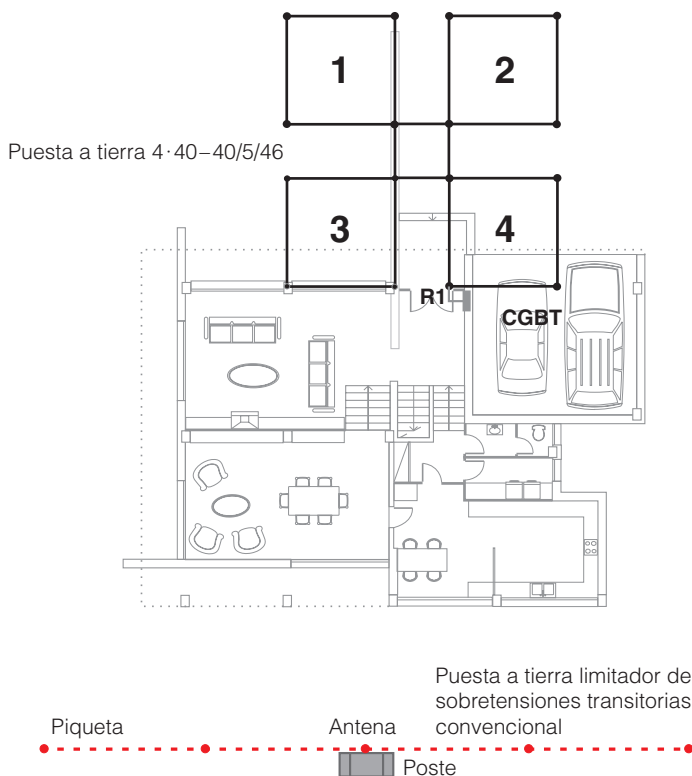 1
2
Puesta a tierra 4·40–40/5/46
3
4
R1
CGBT
Puesta a tierra limitador de
sobretensiones transitorias
convencional
Piqueta
Antena
Poste